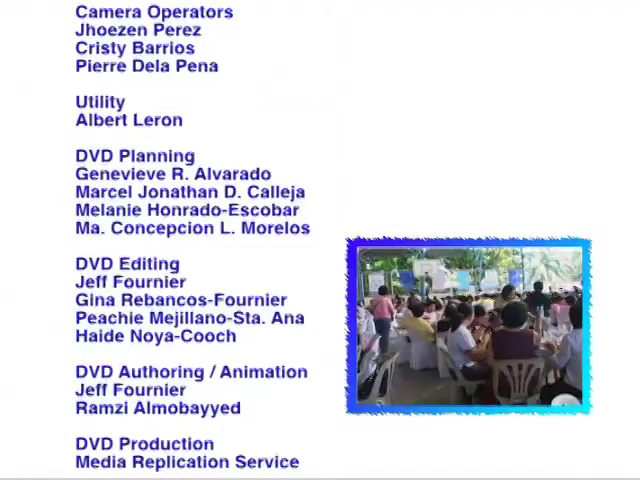 Camera Operators
Jhoezen Perez
Cristy Barrios
Pierre Dela Pena
Utility
Albert Leron
DVD Planning
Genevieve R. Alvarado
Marcel Jonathan D. Calleja
Melanie Honrado-Escobar
Ma. Concepcion L. Morelos
DVD Editing
Jeff Fournier
Gina Rebancos-Fournier
Peachie Mejillano-Sta. Ana
Haide Noya-Cooch
DVD Authoring / Animation
Jeff Fournier
Ramzi Almobayyed
DVD Production
Media Replication Service